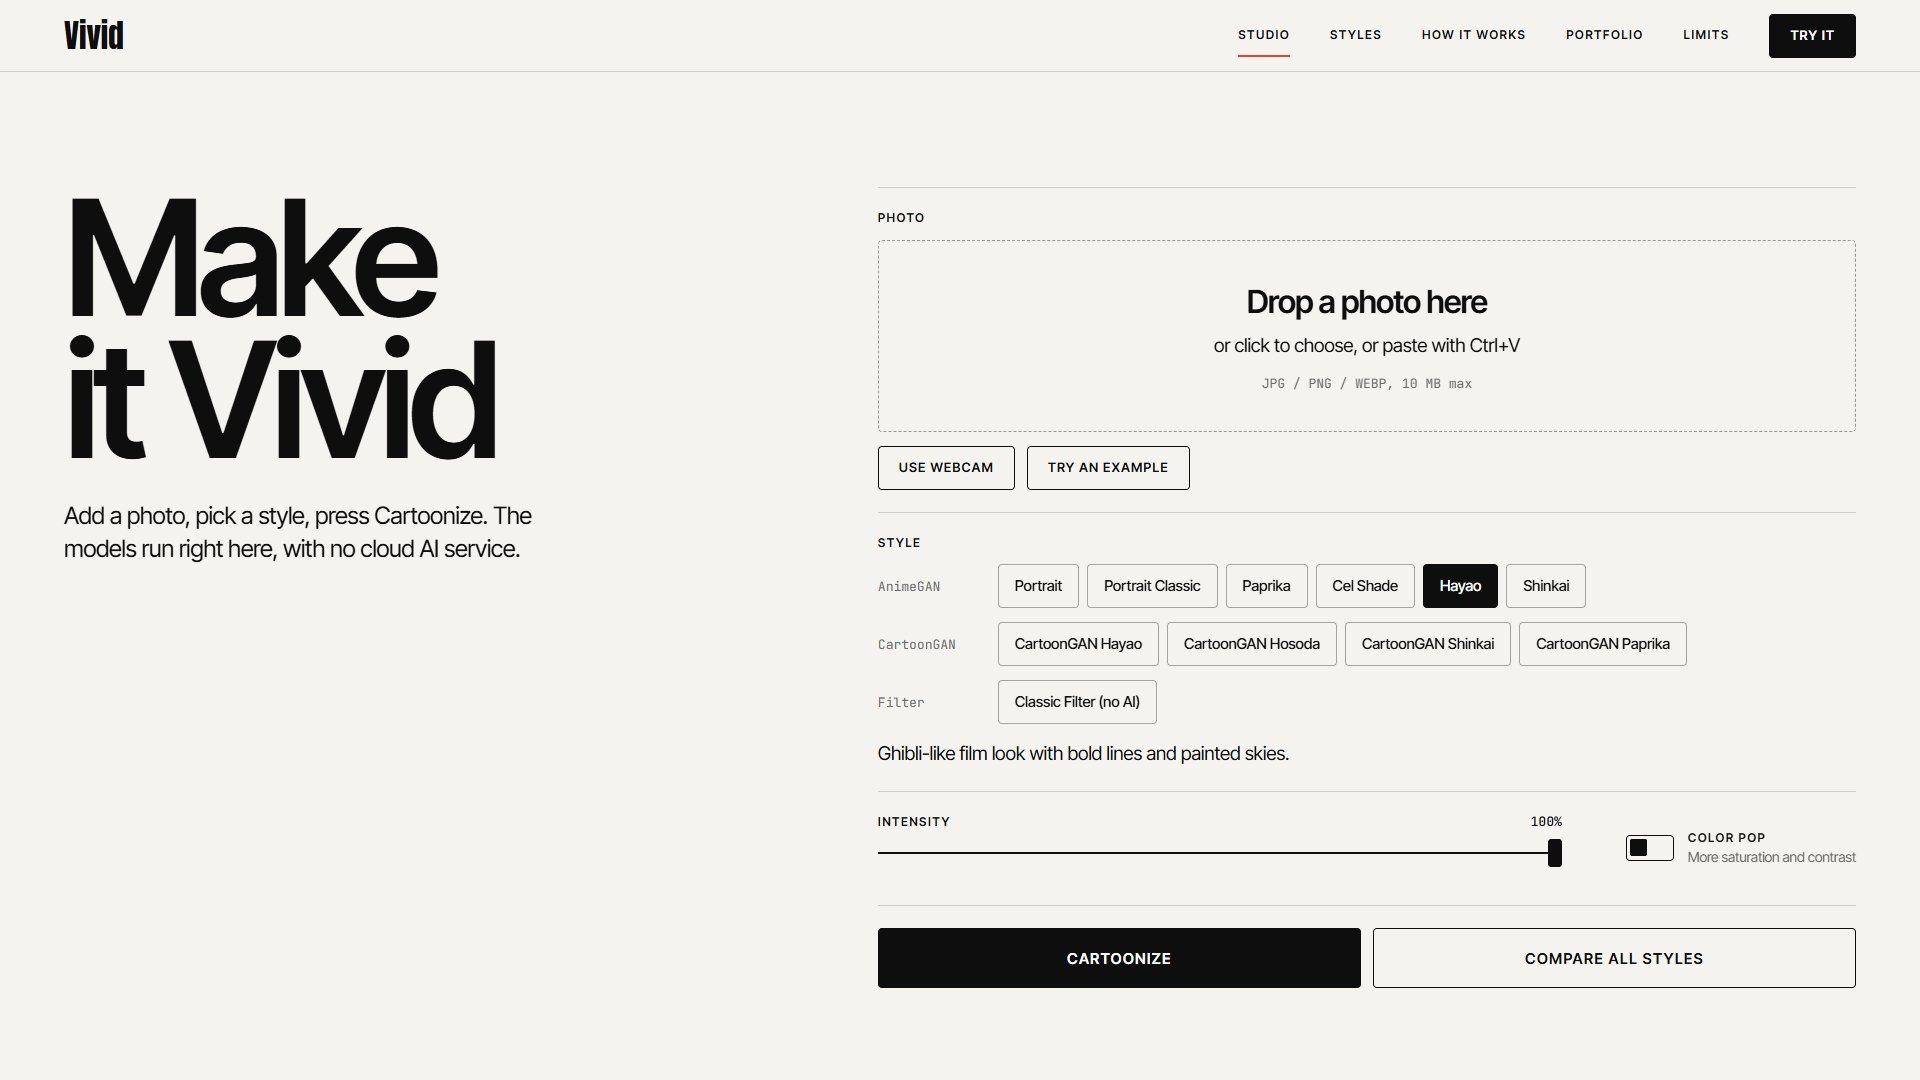 Vivid
STUDIO
STYLES
HOW IT WORKS
PORTFOLIO
LIMITS
TRY IT
Make
it Vivid
Add a photo, pick a style, press Cartoonize. The
models run right here, with no cloud AI service.
PHOTO
Drop a photo here
or click to choose, or paste with Ctrl+V
JPG / PNG / WEBP, 10 MB max
USE WEBCAM
TRY AN EXAMPLE
STYLE
AnimeGAN
Portrait
Portrait Classic
Paprika
Cel Shade
Hayao
Shinkai
CartoonGAN
CartoonGAN Hayao
CartoonGAN Hosoda
CartoonGAN Shinkai
CartoonGAN Paprika
Filter
Classic Filter (no AI)
Ghibli-like film look with bold lines and painted skies.
INTENSITY
100%
COLOR POP
More saturation and contrast
CARTOONIZE
COMPARE ALL STYLES